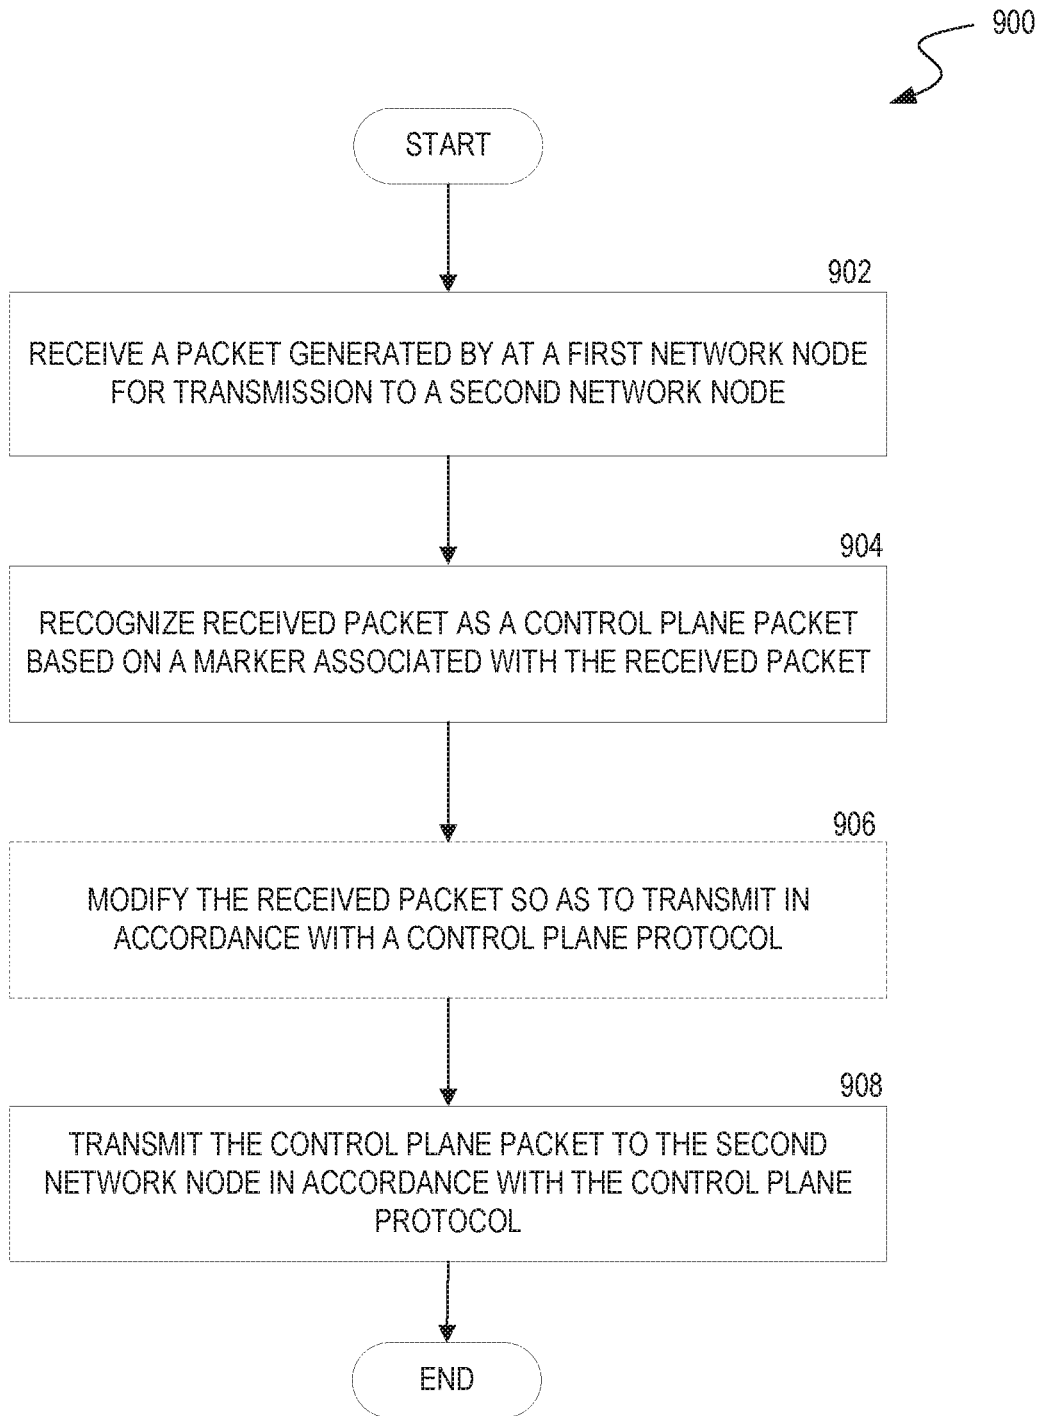 900
START
902
RECEIVE A PACKET GENERATED BY AT A FIRST NETWORK NODE
FOR TRANSMISSION TO A SECOND NETWORK NODE
904
RECOGNIZE RECEIVED PACKET AS A CONTROL PLANE PACKET
BASED ON A MARKER ASSOCIATED WITH THE RECEIVED PACKET
906
MODIFY THE RECEIVED PACKET SO AS TO TRANSMIT IN
ACCORDANCE WITH A CONTROL PLANE PROTOCOL
908
TRANSMIT THE CONTROL PLANE PACKET TO THE SECOND
NETWORK NODE IN ACCORDANCE WITH THE CONTROL PLANE
PROTOCOL
END